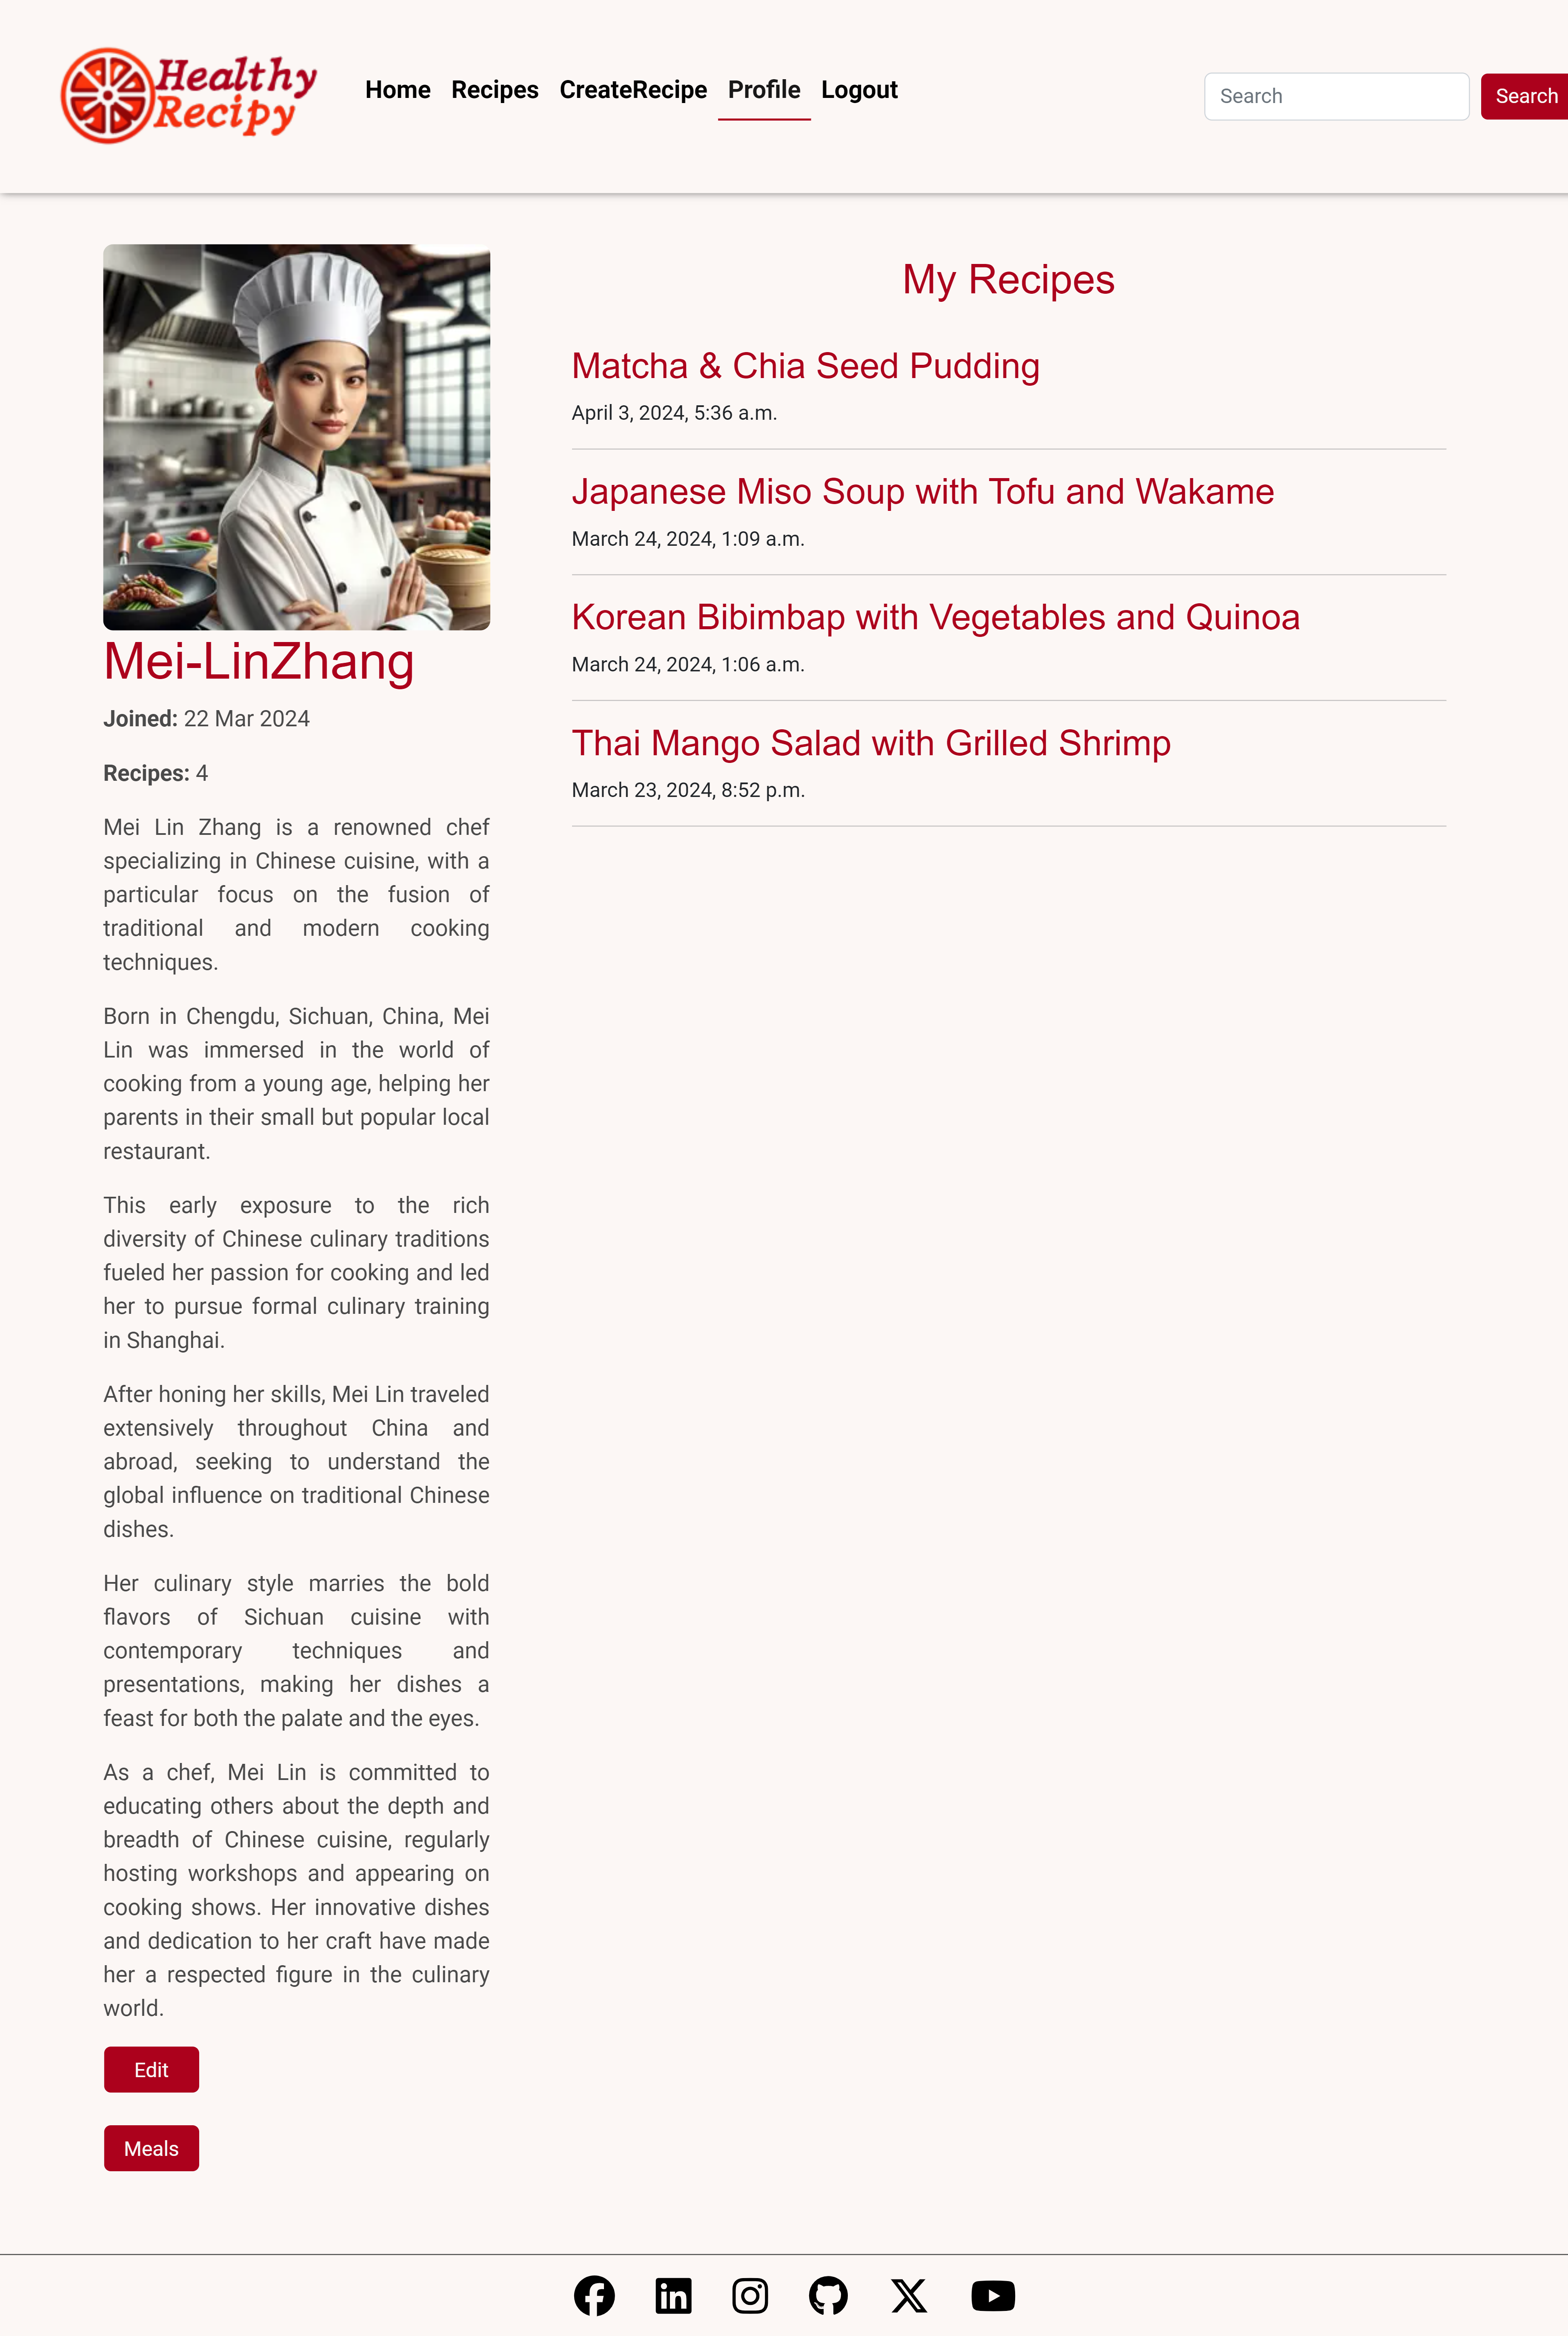 Healthy
Recipy
Home Recipes CreateRecipe Profile Logout
Search Search
Mei-LinZhang
Joined: 22 Mar 2024
Recipes: 4
Mei Lin Zhang is a renowned chef
specializing in Chinese cuisine, with a
particular focus on the fusion of
traditional and modern cooking
techniques.
Born in Chengdu, Sichuan, China, Mei
Lin was immersed in the world of
cooking from a young age, helping her
parents in their small but popular local
restaurant.
This early exposure to the rich
diversity of Chinese culinary traditions
fueled her passion for cooking and led
her to pursue formal culinary training
in Shanghai.
After honing her skills, Mei Lin traveled
extensively throughout China and
abroad, seeking to understand the
global influence on traditional Chinese
dishes.
Her culinary style marries the bold
flavors of Sichuan cuisine with
contemporary techniques and
presentations, making her dishes a
feast for both the palate and the eyes.
As a chef, Mei Lin is committed to
educating others about the depth and
breadth of Chinese cuisine, regularly
hosting workshops and appearing on
cooking shows. Her innovative dishes
and dedication to her craft have made
her a respected figure in the culinary
world.
Edit
Meals
My Recipes
Matcha & Chia Seed Pudding
April 3, 2024, 5:36 a.m.
Japanese Miso Soup with Tofu and Wakame
March 24, 2024, 1:09 a.m.
Korean Bibimbap with Vegetables and Quinoa
March 24, 2024, 1:06 a.m.
Thai Mango Salad with Grilled Shrimp
March 23, 2024, 8:52 p.m.